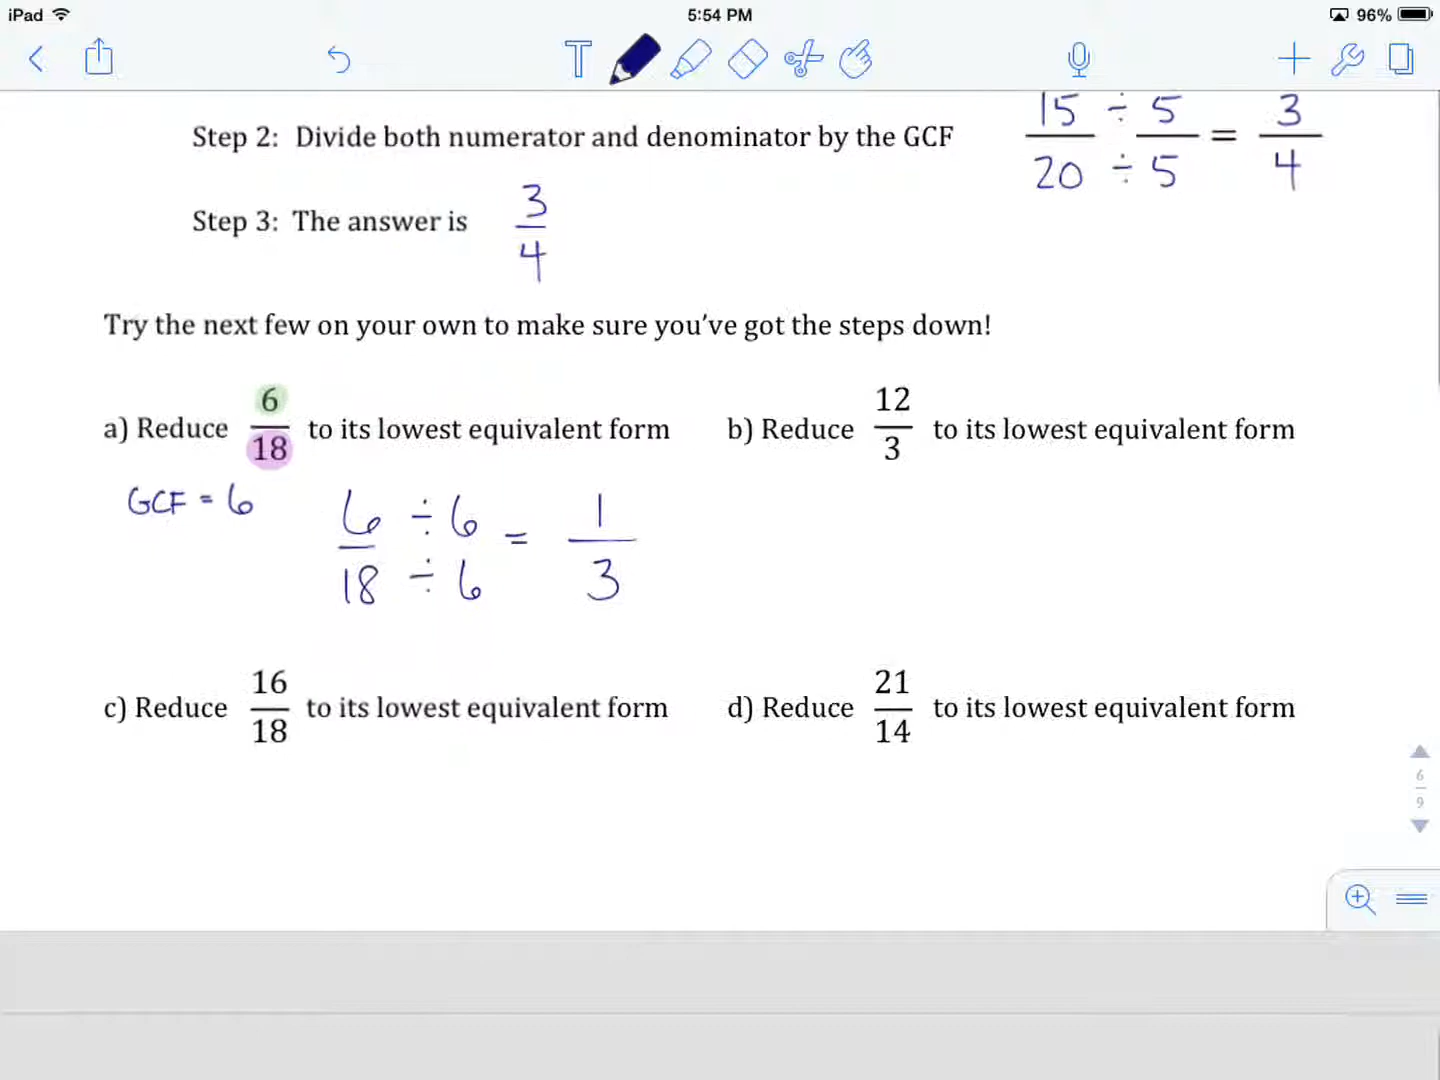 iPad 5:54 PM 96%
T
15 ÷ 5 = 3
20 ÷ 5 4
Step 2: Divide both numerator and denominator by the GCF
Step 3: The answer is 3/4
Try the next few on your own to make sure you've got the steps down!
a) Reduce 6/18 to its lowest equivalent form
GCF = 6
6 ÷ 6 = 1
18 ÷ 6 3
b) Reduce 12/3 to its lowest equivalent form
c) Reduce 16/18 to its lowest equivalent form
d) Reduce 21/14 to its lowest equivalent form
6
9